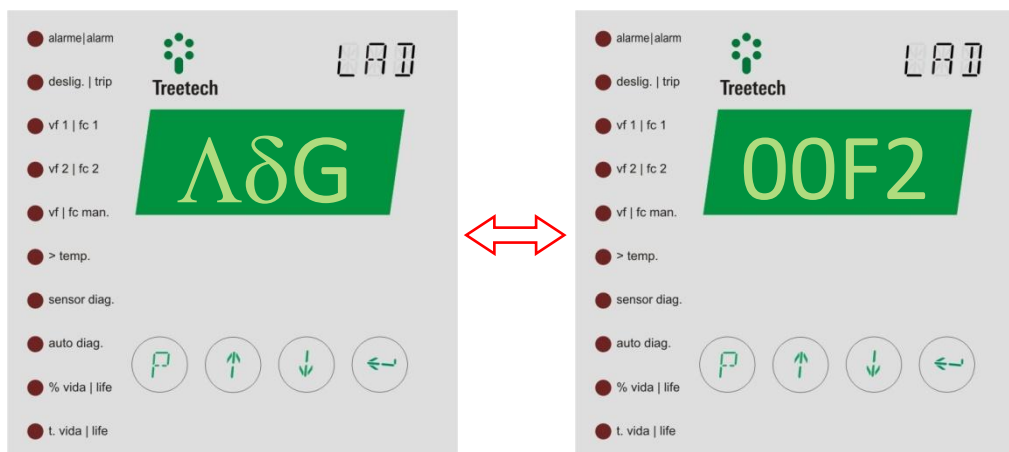 alarme|alarm
LAD
Treetech
deslig. | trip
vf 1 | fc 1
ΛδG
vf 2 | fc 2
vf | fc man.
> temp.
sensor diag.
auto diag.
P
% vida | life
t. vida | life
alarme|alarm
LAD
Treetech
deslig. | trip
vf 1 | fc 1
00F2
vf 2 | fc 2
vf | fc man.
> temp.
sensor diag.
auto diag.
P
% vida | life
t. vida | life